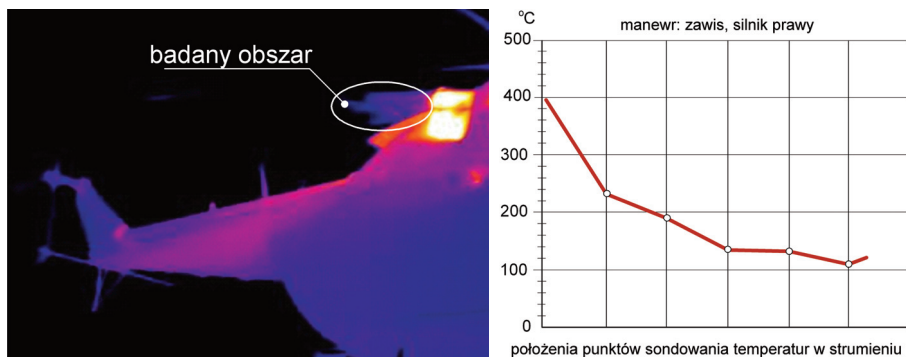 badany obszar
°C
manewr: zawis, silnik prawy
500
400
300
200
100
0
położenia punktów sondowania temperatur w strumieniu